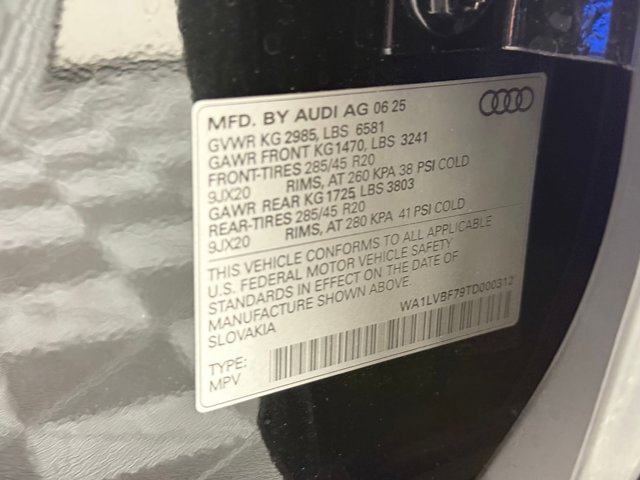 MFD. BY AUDI AG 06 25
GVWR KG 2985, LBS 6581
GAWR FRONT KG1470, LBS 3241
FRONT-TIRES 285/45 R20
9JX20 RIMS, AT 260 KPA 38 PSI COLD
GAWR REAR KG 1725, LBS 3803
REAR-TIRES 285/45 R20
9JX20 RIMS, AT 280 KPA 41 PSI COLD
THIS VEHICLE CONFORMS TO ALL APPLICABLE
U.S. FEDERAL MOTOR VEHICLE SAFETY
STANDARDS IN EFFECT ON THE DATE OF
MANUFACTURE SHOWN ABOVE.
SLOVAKIA
WA1LVBF79TD000312
TYPE:
MPV